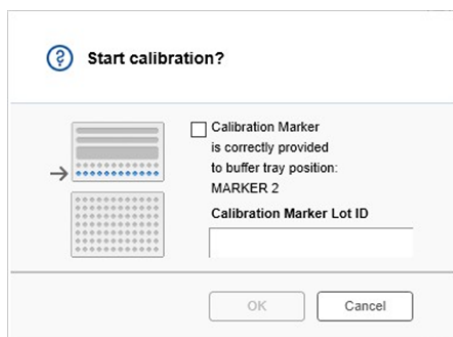 Start calibration?
Calibration Marker
is correctly provided
to buffer tray position:
MARKER 2
Calibration Marker Lot ID
OK
Cancel